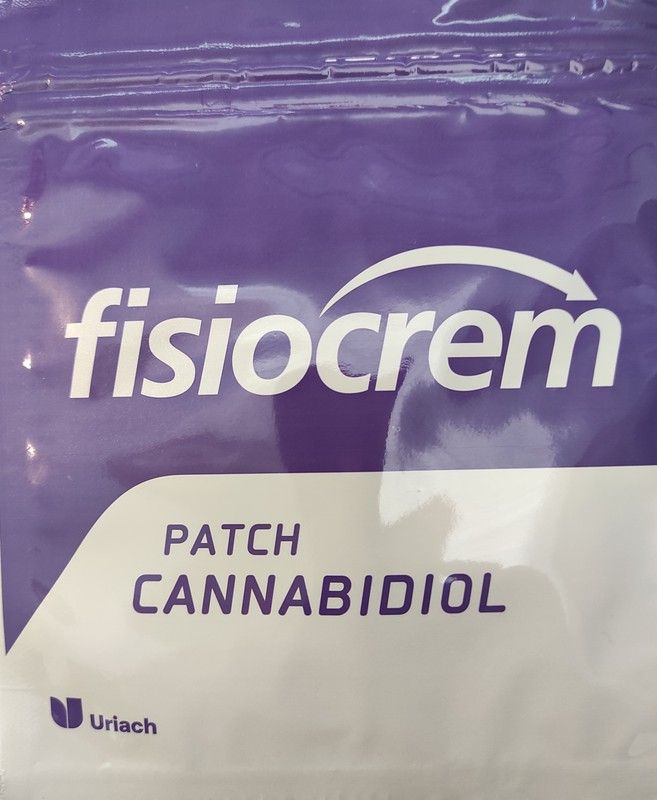 fisiocrem
PATCH
CANNABIDIOL
Uriach